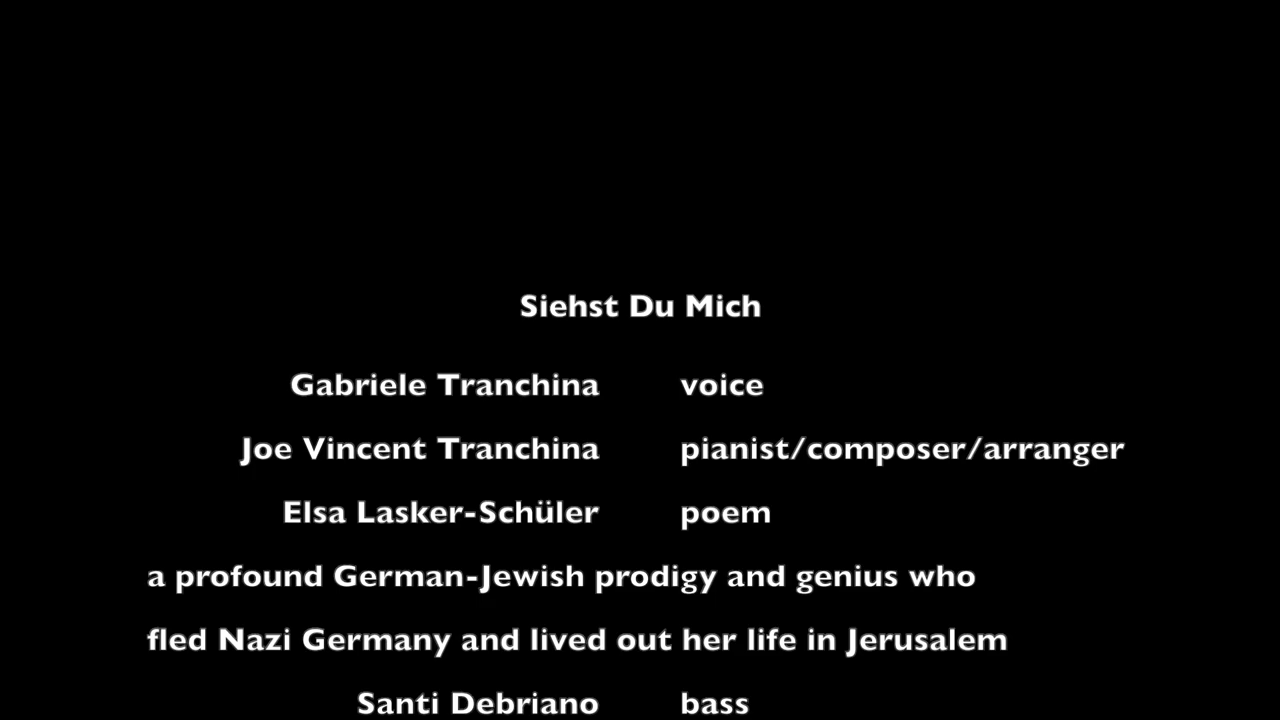 Siehst Du Mich
Gabriele Tranchina voice
Joe Vincent Tranchina pianist/composer/arranger
Elsa Lasker-Schüler poem
a profound German-Jewish prodigy and genius who
fled Nazi Germany and lived out her life in Jerusalem
Santi Debriano bass